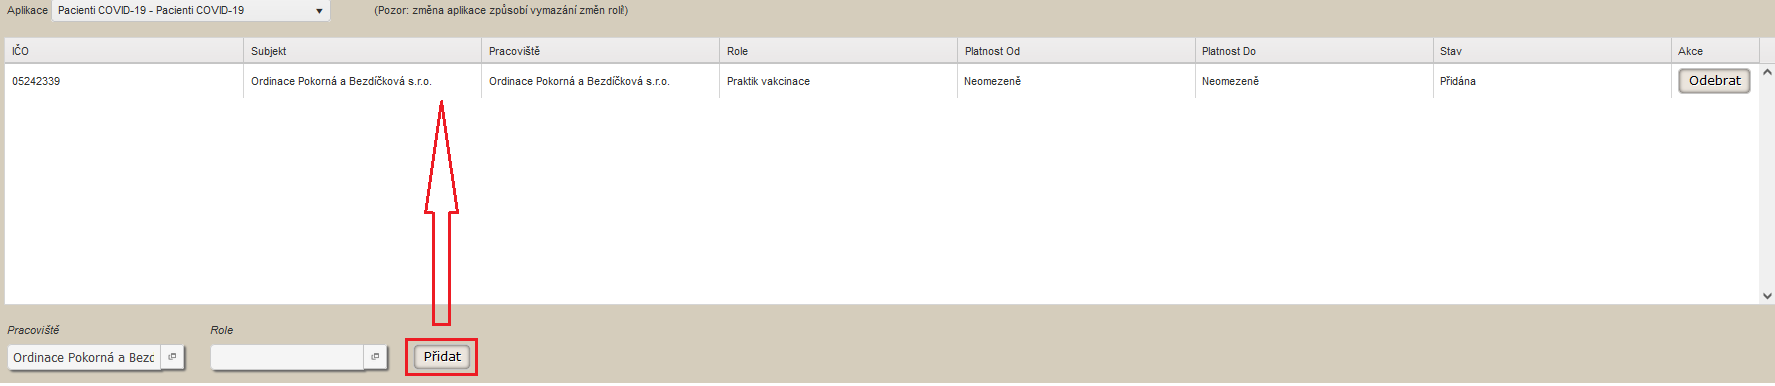 Aplikace Pacienti COVID-19 - Pacienti COVID-19 (Pozor: změna aplikace způsobí vymazání změn rolí!)
IČO Subjekt Pracoviště Role Platnost Od Platnost Do Stav Akce
05242339 Ordinace Pokorná a Bezdíčková s.r.o. Ordinace Pokorná a Bezdíčková s.r.o. Praktik vakcinace Neomezeně Neomezeně Přidána Odebrat
Pracoviště Role
Ordinace Pokorná a Bezd Přidat